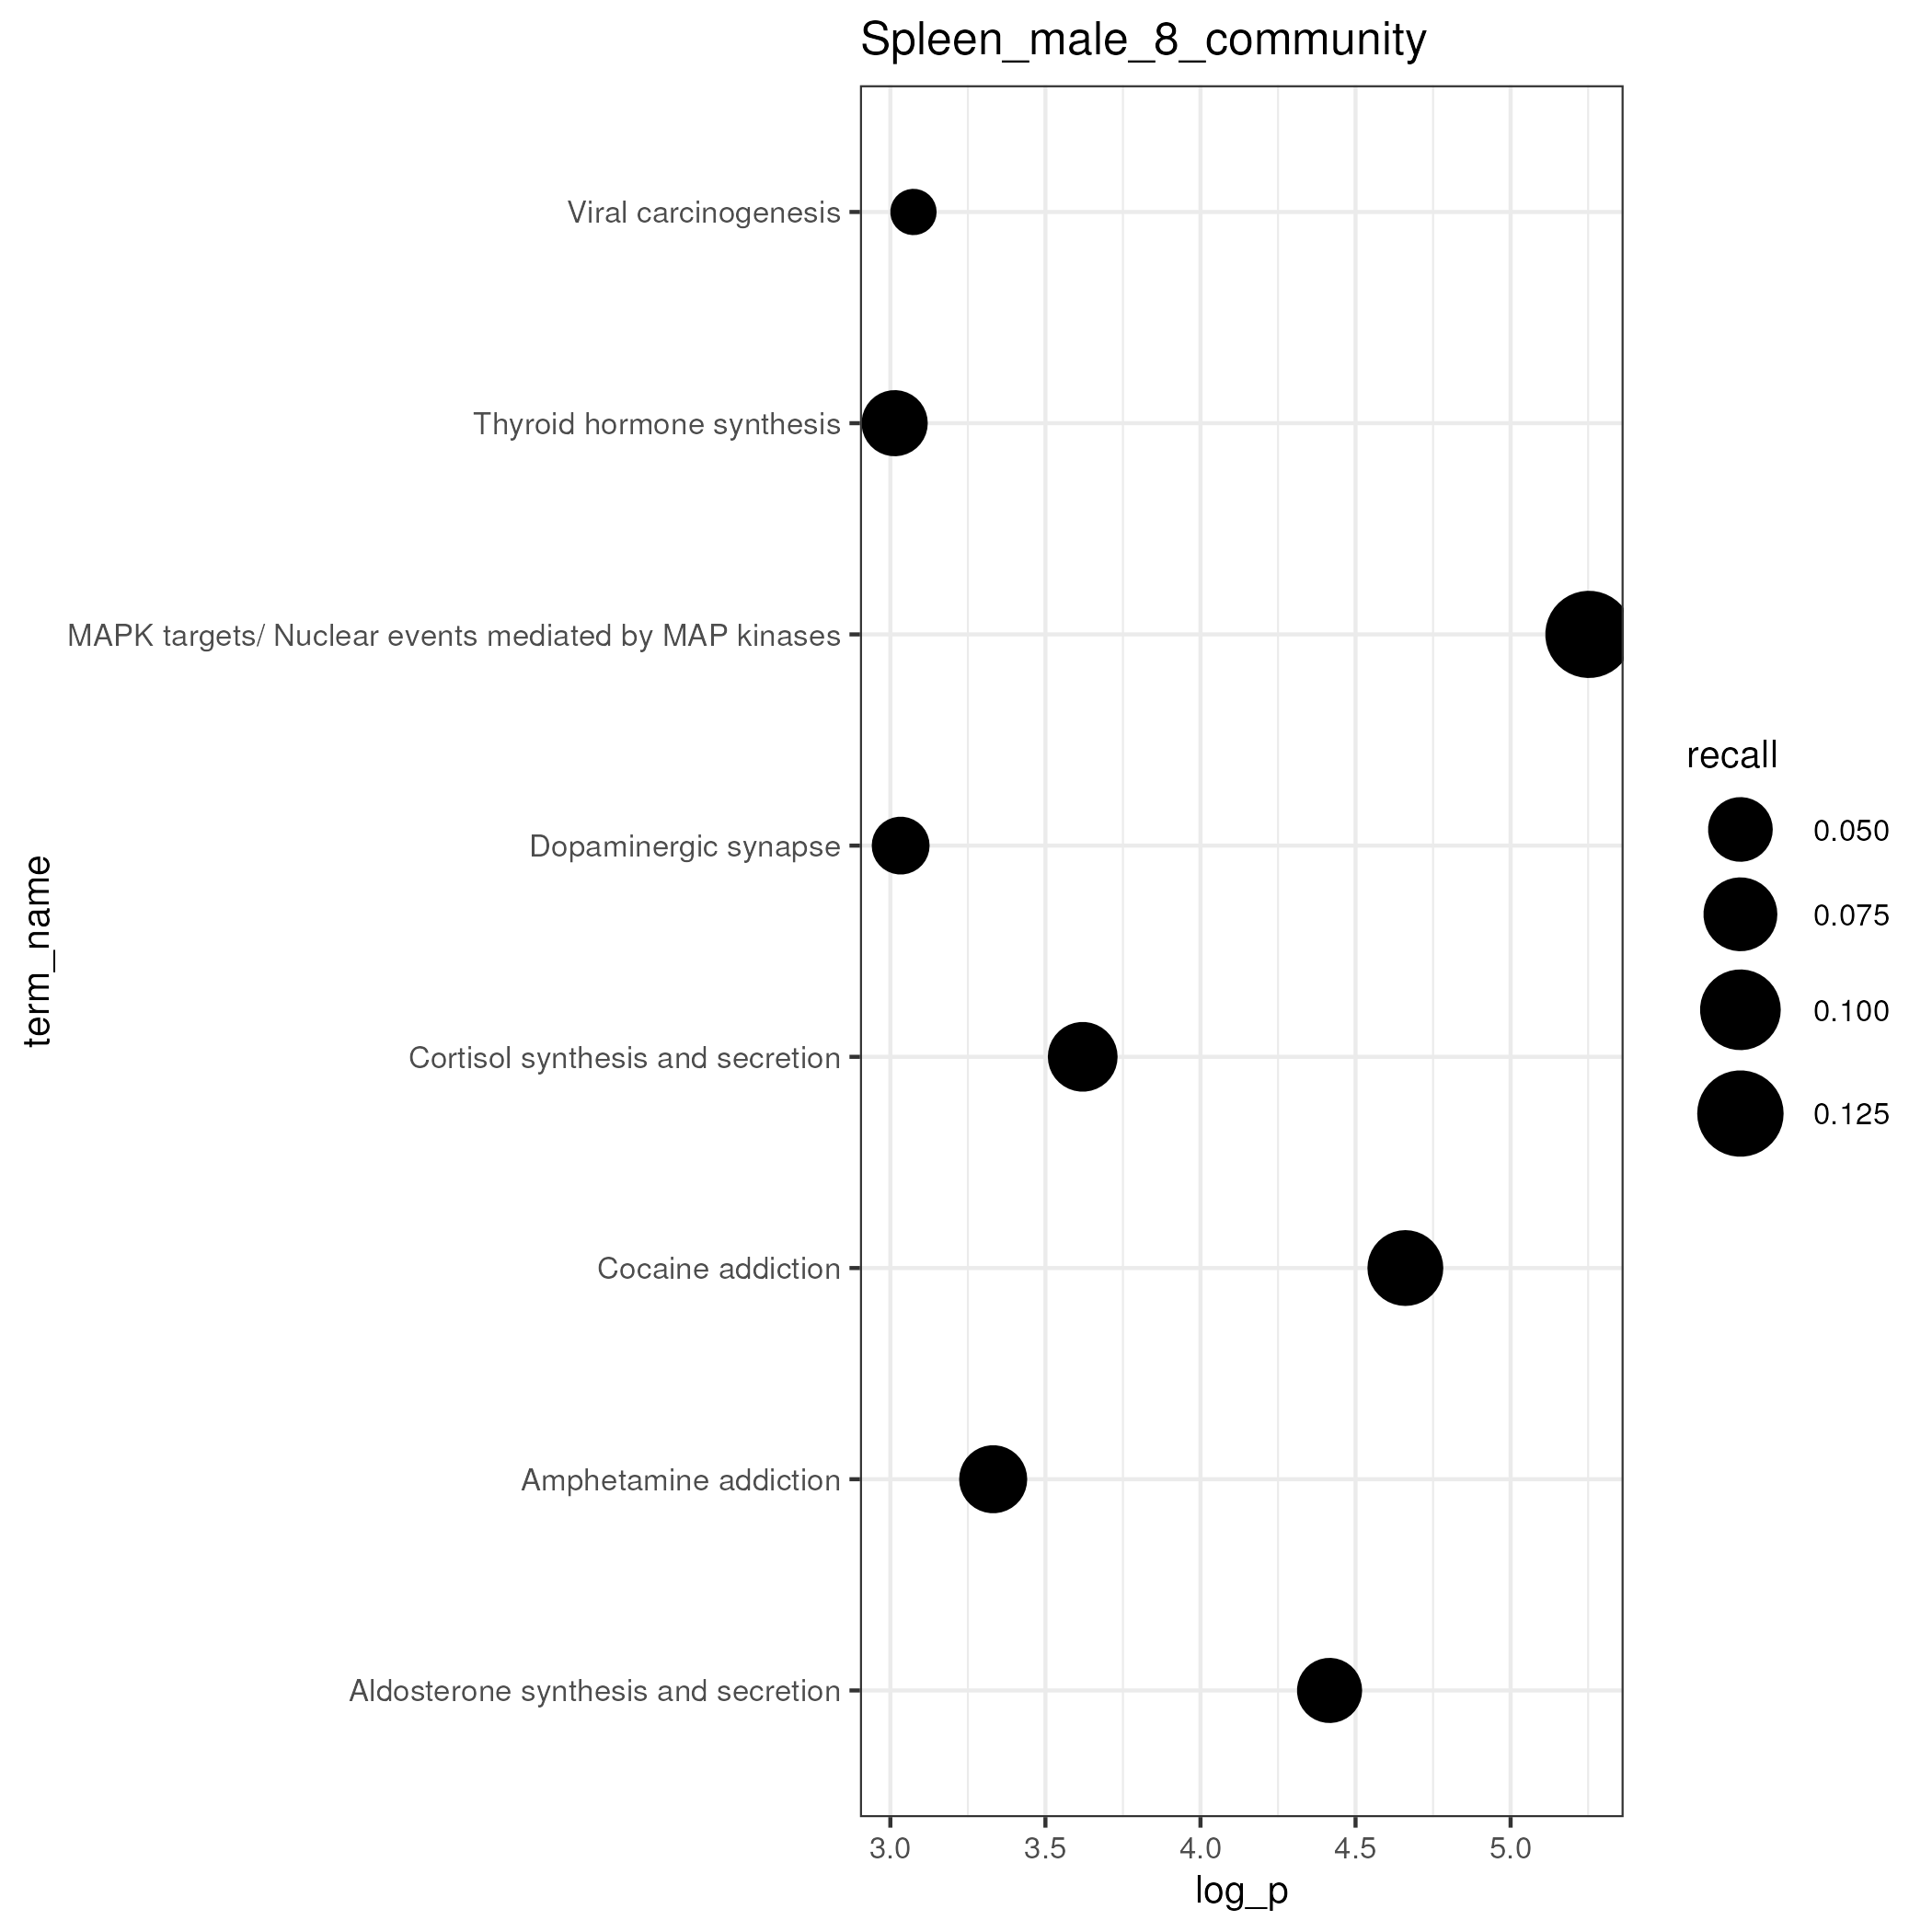 Spleen_male_8_community
Viral carcinogenesis
Thyroid hormone synthesis
MAPK targets/ Nuclear events mediated by MAP kinases
Dopaminergic synapse
Cortisol synthesis and secretion
Cocaine addiction
Amphetamine addiction
Aldosterone synthesis and secretion
term_name
3.0 3.5 4.0 4.5 5.0
log_p
recall
0.050
0.075
0.100
0.125